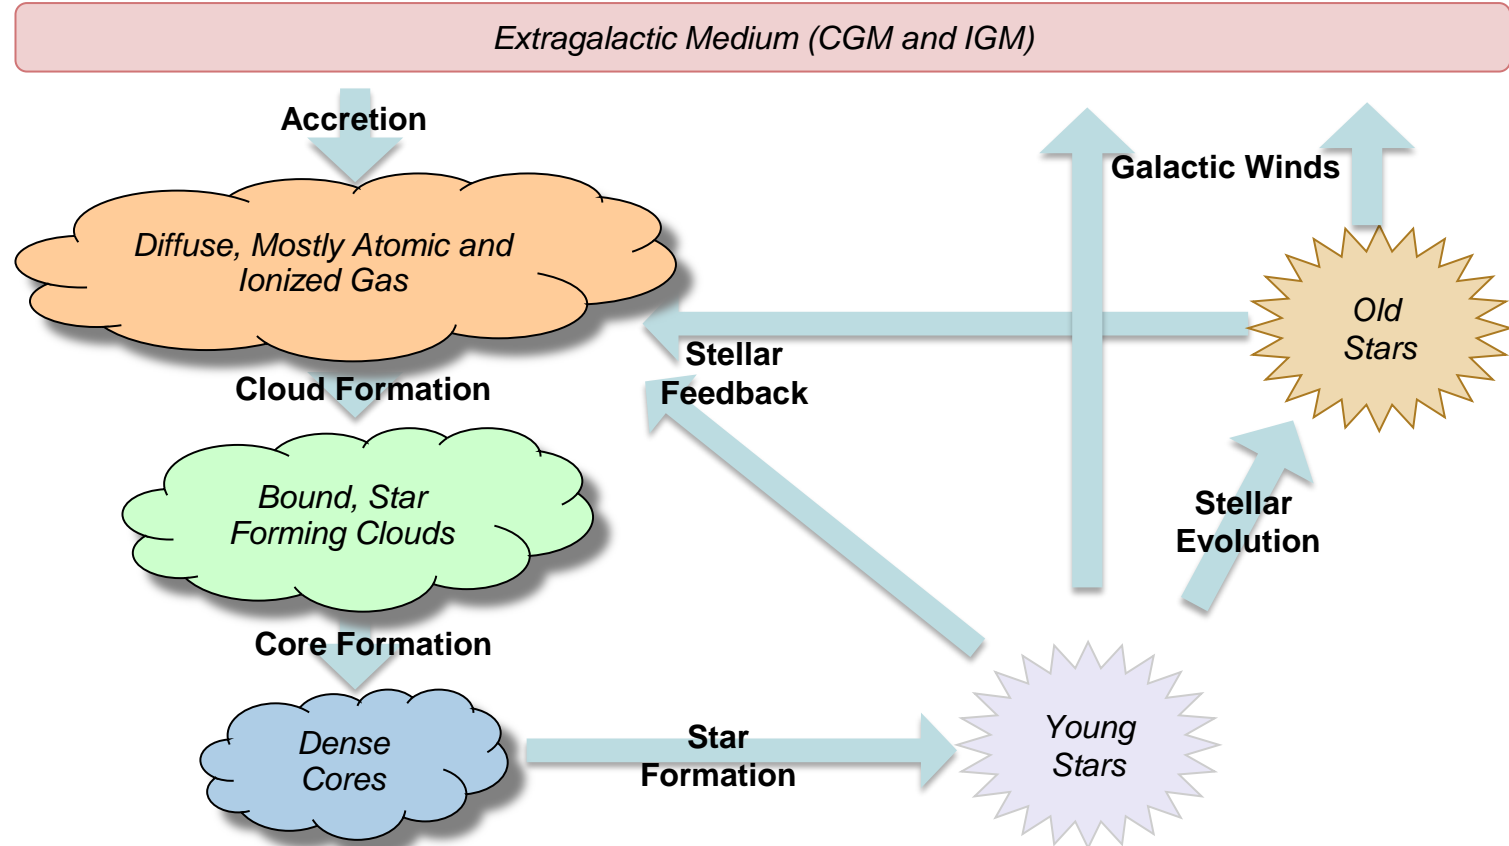 Extragalactic Medium (CGM and IGM)
Accretion
Galactic Winds
Diffuse, Mostly Atomic and
Ionized Gas
Old
Stars
Stellar
Feedback
Cloud Formation
Bound, Star
Forming Clouds
Stellar
Evolution
Core Formation
Dense
Cores
Star
Formation
Young
Stars